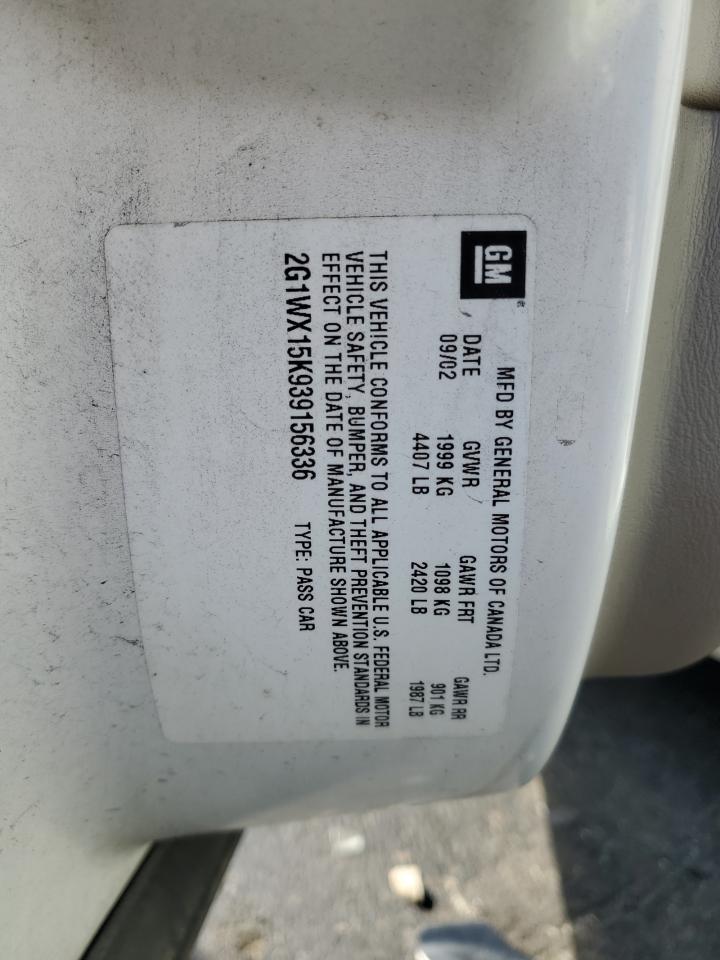 GM
MFD BY GENERAL MOTORS OF CANADA LTD.
DATE GVWR GAWR FRT GAWR RR
09/02 1999 KG 1098 KG 901 KG
4407 LB 2420 LB 1987 LB
THIS VEHICLE CONFORMS TO ALL APPLICABLE U.S. FEDERAL MOTOR
VEHICLE SAFETY, BUMPER, AND THEFT PREVENTION STANDARDS IN
EFFECT ON THE DATE OF MANUFACTURE SHOWN ABOVE.
2G1WX15K939156336 TYPE: PASS CAR